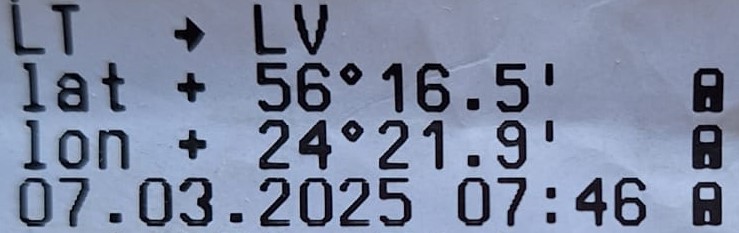 LT → LV
lat + 56°16.5'
lon + 24°21.9'
07.03.2025 07:46